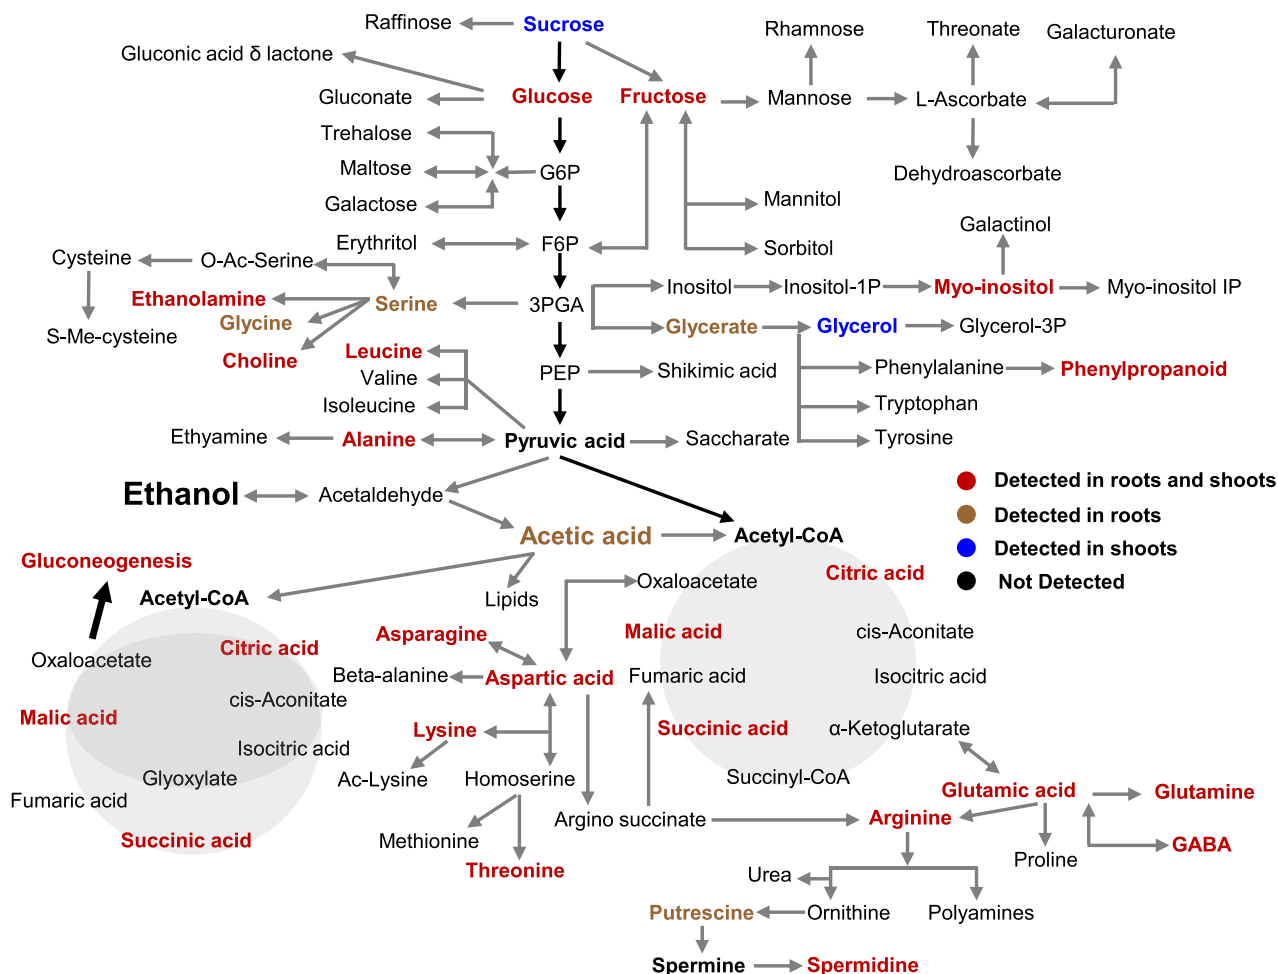 Raffinose
Sucrose
Rhamnose
Threonate
Galacturonate
Gluconic acid δ lactone
Gluconate
Glucose
Fructose
Mannose
L-Ascorbate
Trehalose
Maltose
G6P
Dehydroascorbate
Galactose
Mannitol
Galactinol
Erythritol
F6P
Sorbitol
Cysteine
O-Ac-Serine
Inositol
Inositol-1P
Myo-inositol
Myo-inositol IP
Ethanolamine
Serine
3PGA
Glycine
Glycerate
Glycerol
Glycerol-3P
S-Me-cysteine
Choline
Leucine
Valine
PEP
Shikimic acid
Phenylalanine
Phenylpropanoid
Isoleucine
Tryptophan
Ethyamine
Alanine
Pyruvic acid
Saccharate
Tyrosine
Ethanol
Acetaldehyde
Detected in roots and shoots
Detected in roots
Detected in shoots
Not Detected
Acetic acid
Acetyl-CoA
Gluconeogenesis
Acetyl-CoA
Lipids
Oxaloacetate
Citric acid
Asparagine
Malic acid
cis-Aconitate
Oxaloacetate
Citric acid
Beta-alanine
Aspartic acid
Fumaric acid
Isocitric acid
cis-Aconitate
Malic acid
Lysine
Succinic acid
α-Ketoglutarate
Isocitric acid
Glyoxylate
Ac-Lysine
Homoserine
Succinyl-CoA
Fumaric acid
Glutamic acid
Glutamine
Succinic acid
Methionine
Argino succinate
Arginine
GABA
Threonine
Proline
Urea
Putrescine
Ornithine
Polyamines
Spermine
Spermidine